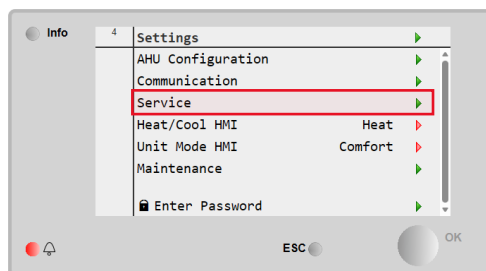 Info
4
Settings
AHU Configuration
Communication
Service
Heat/Cool HMI Heat
Unit Mode HMI Comfort
Maintenance
Enter Password
ESC
OK